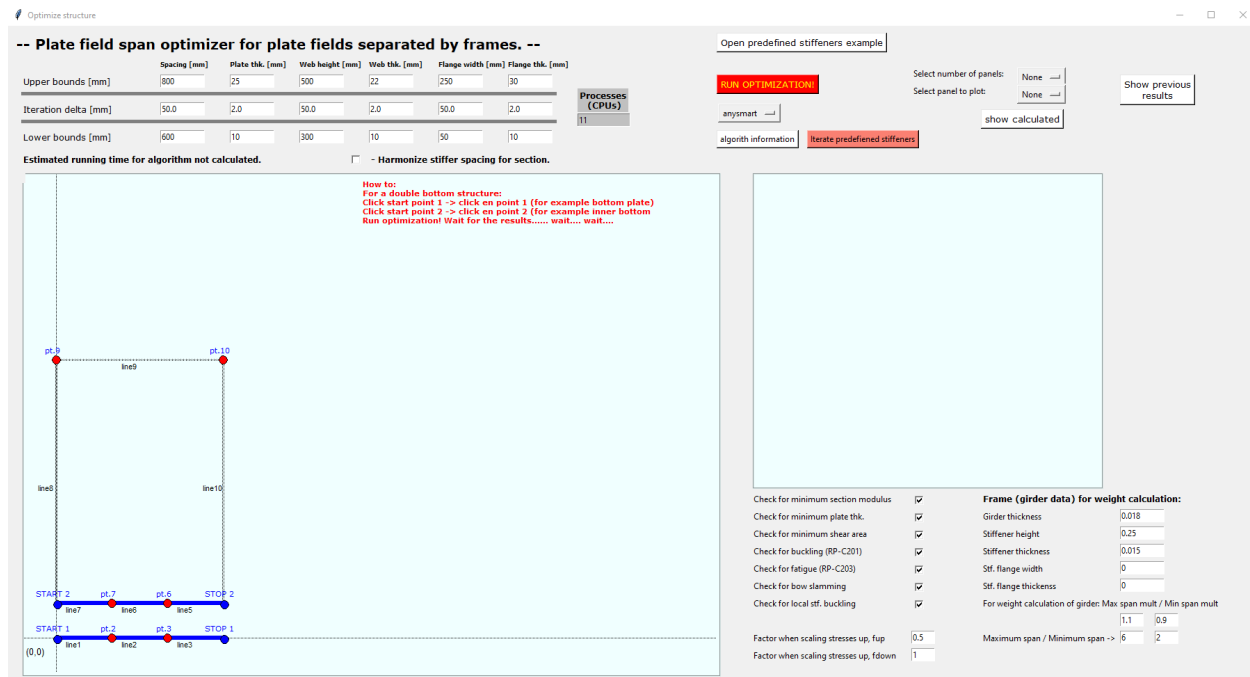 Optimize structure
-- Plate field span optimizer for plate fields separated by frames. --
Open predefined stiffeners example
Spacing [mm] Plate thk. [mm] Web height [mm] Web thk. [mm] Flange width [mm] Flange thk. [mm]
Upper bounds [mm] 800 25 500 22 250 30
Iteration delta [mm] 50.0 2.0 50.0 2.0 50.0 2.0
Lower bounds [mm] 600 10 300 10 50 10
Processes
(CPUs)
11
RUN OPTIMIZATION!
anysmart
algorith information
Iterate predefiened stiffeners
Select number of panels: None
Select panel to plot: None
show calculated
Show previous
results
Estimated running time for algorithm not calculated.
- Harmonize stiffer spacing for section.
How to:
For a double bottom structure:
Click start point 1 -> click en point 1 (for example bottom plate)
Click start point 2 -> click en point 2 (for example inner bottom
Run optimization! Wait for the results...... wait.... wait....
pt.9 pt.10
line9
line8 line10
START 2 pt.7 pt.6 STOP 2
line7 line6 line5
START 1 pt.2 pt.3 STOP 1
line1 line2 line3
(0,0)
Check for minimum section modulus
Check for minimum plate thk.
Check for minimum shear area
Check for buckling (RP-C201)
Check for fatigue (RP-C203)
Check for bow slamming
Check for local stf. buckling
Factor when scaling stresses up, fup 0.5
Factor when scaling stresses up, fdown 1
Frame (girder data) for weight calculation:
Girder thickness 0.018
Stiffener height 0.25
Stiffener thickness 0.015
Stf. flange width 0
Stf. flange thickenss 0
For weight calculation of girder: Max span mult / Min span mult
1.1 0.9
Maximum span / Minimum span -> 6 2